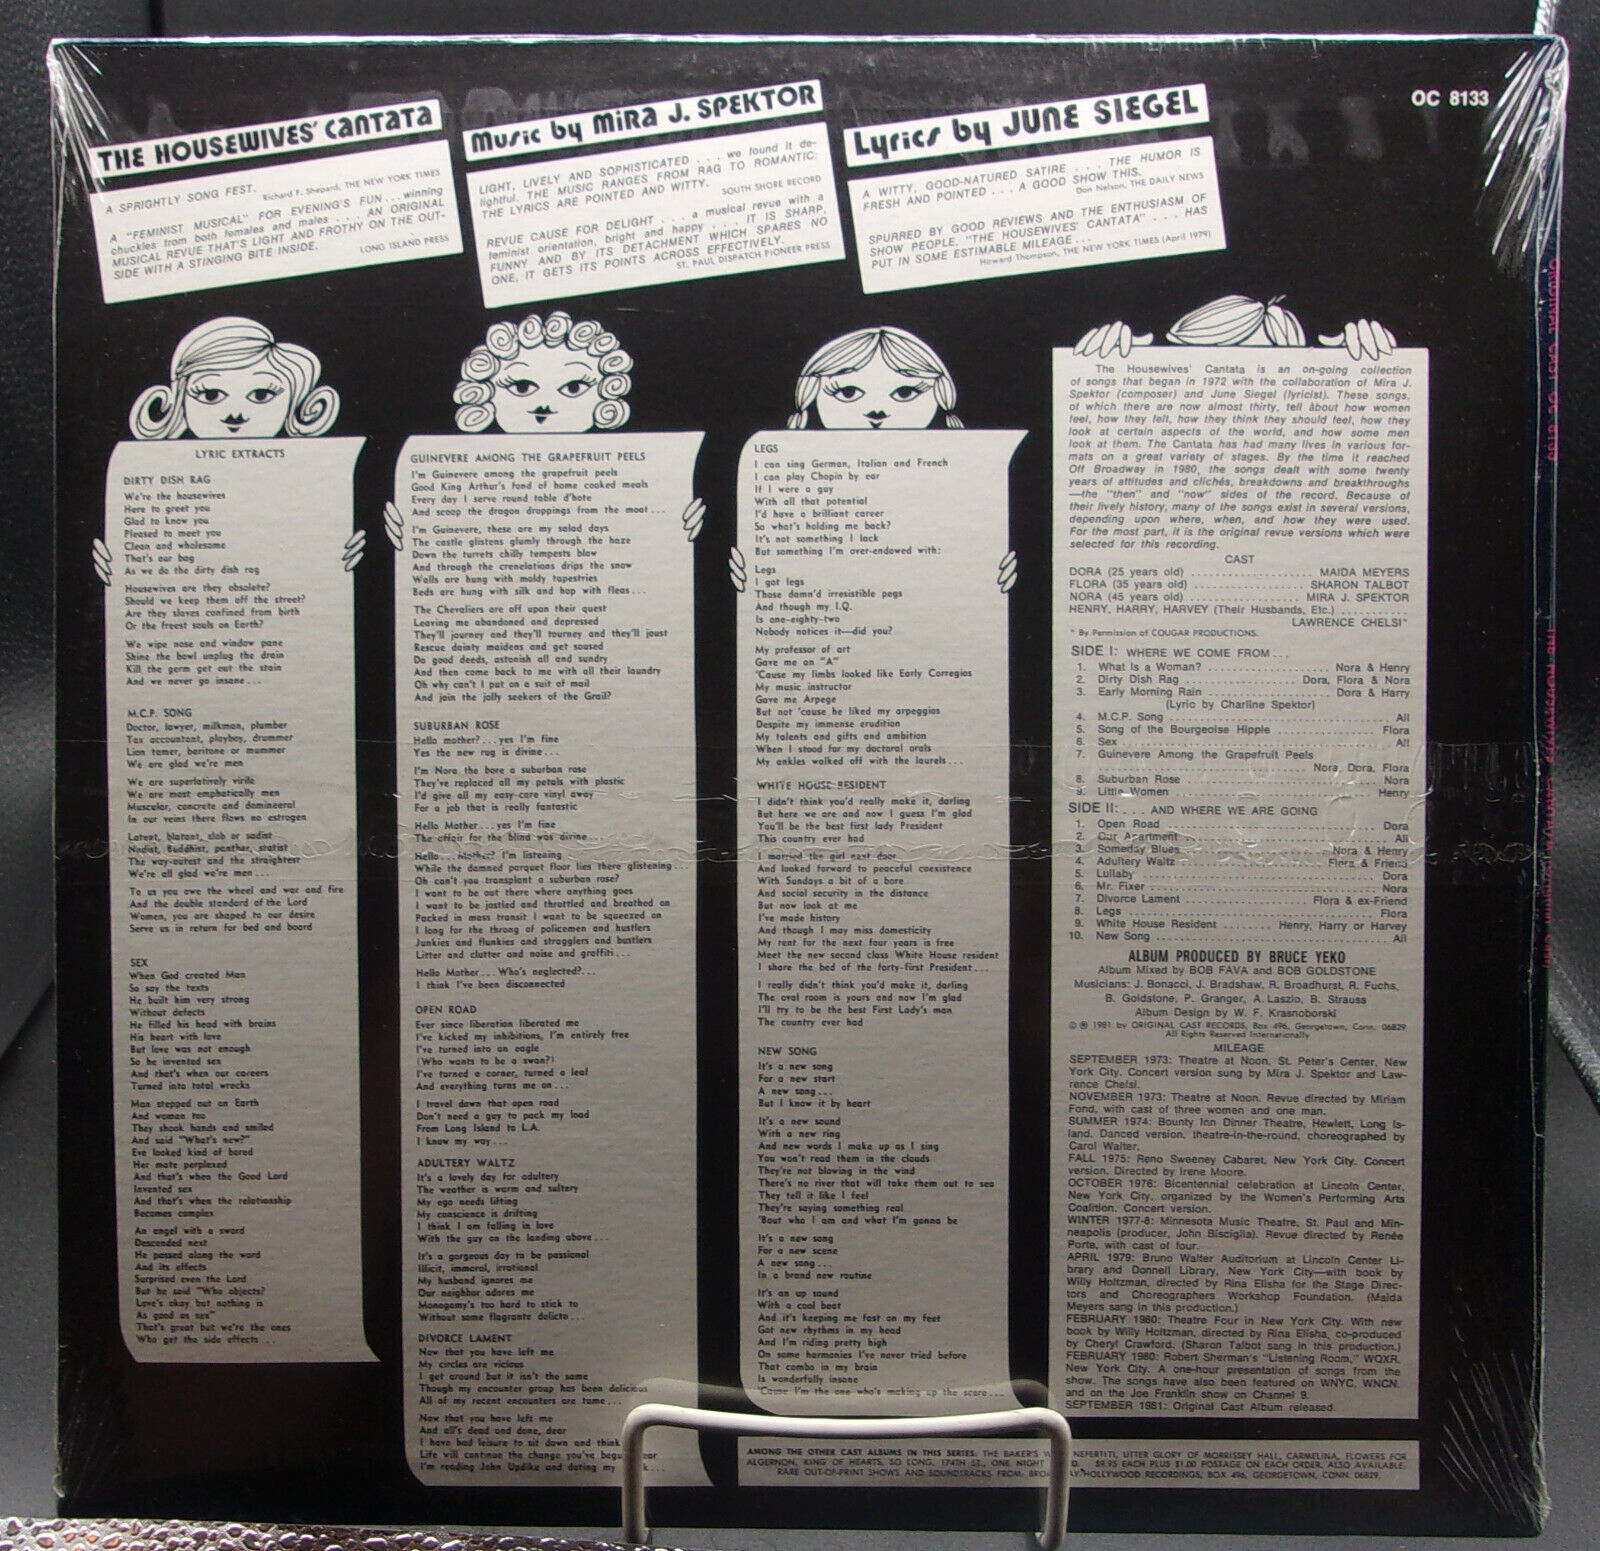 THE HOUSEWIVES' CANTATA
A SPRIGHTLY SONG FEST.
Richard F. Shepard, THE NEW YORK TIMES
A "FEMINIST MUSICAL" FOR EVENING'S FUN...winning
chuckles from both females and males .... AN ORIGINAL
MUSICAL REVUE THAT'S LIGHT AND FROTHY ON THE OUT-
SIDE WITH A STINGING BITE INSIDE.
LONG ISLAND PRESS
Music by MIRA J. SPEKTOR
LIGHT, LIVELY AND SOPHISTICATED . . . we found it de-
lightful. THE MUSIC RANGES FROM RAG TO ROMANTIC:
THE LYRICS ARE POINTED AND WITTY.
SOUTH SHORE RECORD
REVUE CAUSE FOR DELIGHT . . . a musical revue with a
feminist orientation, bright and happy . . . IT IS SHARP,
FUNNY AND BY ITS DETACHMENT WHICH SPARES NO
ONE, IT GETS ITS POINTS ACROSS EFFECTIVELY.
ST. PAUL DISPATCH PIONEER PRESS
Lyrics by JUNE SIEGEL
A WITTY, GOOD-NATURED SATIRE . . . THE HUMOR IS
FRESH AND POINTED . . . A GOOD SHOW THIS.
Don Nelson, THE DAILY NEWS
SPURRED BY GOOD REVIEWS AND THE ENTHUSIASM OF
SHOW PEOPLE, "THE HOUSEWIVES' CANTATA" . . . HAS
PUT IN SOME ESTIMABLE MILEAGE . . .
Howard Thompson, THE NEW YORK TIMES (April 1979)
OC 8133
LYRIC EXTRACTS
DIRTY DISH RAG
We're the housewives
Here to greet you
Glad to know you
Pleased to meet you
Clean and wholesome
That's our bag
As we do the dirty dish rag
Housewives are they obsolete?
Should we keep them off the street?
Are they slaves confined from birth
Or the freest souls on Earth?
We wipe nose and window pane
Shine the bowl unplug the drain
Kill the germ get out the stain
And we never go insane...
M.C.P. SONG
Doctor, lawyer, milkman, plumber
Tax accountant, playboy, drummer
Lion tamer, baritone or mummer
We are glad we're men
We are superlatively virile
We are most emphatically men
Muscular, concrete and domineeral
In our veins there flows no estrogen
Latent, blatant, slob or sadist
Nudist, Buddhist, panther, statist
The way-outest and the straightest
We're all glad we're men...
To us you owe the wheel and war and fire
And the double standard of the Lord
Women, you are shaped to our desire
Serve us in return for bed and board
SEX
When God created Man
So say the texts
He built him very strong
Without defects
He filled his head with brains
His heart with love
But love was not enough
So he invented sex
And that's when our careers
Turned into total wrecks
Man stepped out on Earth
And woman too
They shook hands and smiled
And said "What's new?"
Eve looked kind of bored
Her mate perplexed
And that's when the Good Lord
Invented sex
And that's when the relationship
Becomes complex
An angel with a sword
Descended next
He passed along the word
And its effects
Surprised even the Lord
But he said "Who objects?
Love's okay but nothing is
As good as sex"
That's great but we're the ones
Who get the side effects...
GUINEVERE AMONG THE GRAPEFRUIT PEELS
I'm Guinevere among the grapefruit peels
Good King Arthur's fond of home cooked meals
Every day I serve round table d'hote
And scoop the dragon droppings from the moat...
I'm Guinevere, these are my salad days
The castle glistens glumly through the haze
Down the turrets chilly tempests blow
And through the crenelations drips the snow
Walls are hung with moldy tapestries
Beds are hung with silk and hop with fleas...
The Chevaliers are off upon their quest
Leaving me abandoned and depressed
They'll journey and they'll tourney and they'll joust
Rescue dainty maidens and get soused
Do good deeds, astonish all and sundry
And then come back to me with all their laundry
Oh why can't I put on a suit of mail
And join the jolly seekers of the Grail?
SUBURBAN ROSE
Hello mother?...yes I'm fine
Yes the new rug is divine...
I'm Nora the bore a suburban rose
They've replaced all my petals with plastic
I'd give all my easy-care vinyl away
For a job that is really fantastic
Hello Mother...yes I'm fine
The affair for the blind was divine...
Hello...Mother? I'm listening
While the damned parquet floor lies there glistening...
Oh can't you transplant a suburban rose?
I want to be out there where anything goes
I want to be jostled and throttled and breathed on
Packed in mass transit I want to be squeezed on
I long for the throng of policemen and hustlers
Junkies and flunkies and stragglers and bustlers
Litter and clutter and noise and graffiti...
Hello Mother...Who's neglected?...
I think I've been disconnected
OPEN ROAD
Ever since liberation liberated me
I've kicked my inhibitions, I'm entirely free
I've turned into an eagle
(Who wants to be a swan?)
I've turned a corner, turned a leaf
And everything turns me on...
I travel down that open road
Don't need a guy to pack my load
From Long Island to L.A.
I know my way...
ADULTERY WALTZ
It's a lovely day for adultery
The weather is warm and sultery
My ego needs lifting
My conscience is drifting
I think I am falling in love
With the guy on the landing above...
It's a gorgeous day to be passional
Illicit, immoral, irrational
My husband ignores me
Our neighbor adores me
Monogamy's too hard to stick to
Without some flagrante delicto...
DIVORCE LAMENT
Now that you have left me
My circles are vicious
I get around but it isn't the same
Though my encounter group has been delicious
All of my recent encounters are tame...
Now that you have left me
And all's dead and done, dear
I have bad leisure to sit down and think
Life will continue the change you've begu
I'm reading John Updike and dating my
LEGS
I can sing German, Italian and French
I can play Chopin by ear
If I were a guy
With all that potential
I'd have a brilliant career
So what's holding me back?
It's not something I lack
But something I'm over-endowed with:
Legs
I got legs
Those damn'd irresistible pegs
And though my I.Q.
Is one-eighty-two
Nobody notices it—did you?
My professor of art
Gave me an "A"
'Cause my limbs looked like Early Corregios
My music instructor
Gave me Arpege
But not 'cause he liked my arpeggios
Despite my immense erudition
My talents and gifts and ambition
When I stood for my doctoral orals
My ankles walked off with the laurels...
WHITE HOUSE RESIDENT
I didn't think you'd really make it, darling
But here we are and now I guess I'm glad
You'll be the best first lady President
This country ever had
I married the girl next door
And looked forward to peaceful coexistence
With Sundays a bit of a bore
And social security in the distance
But now look at me
I've made history
And though I may miss domesticity
My rent for the next four years is free
Meet the new second class White House resident
I share the bed of the forty-first President...
I really didn't think you'd make it, darling
The oval room is yours and now I'm glad
I'll try to be the best First Lady's man
The country ever had
NEW SONG
It's a new song
For a new start
A new song...
But I know it by heart
It's a new sound
With a new ring
And new words I make up as I sing
You won't read them in the clouds
They're not blowing in the wind
There's no river that will take them out to sea
They tell it like I feel
They're saying something real
'Bout who I am and what I'm gonna be
It's a new song
For a new scene
A new song...
In a brand new routine
It's an up sound
With a cool beat
And it's keeping me fast on my feet
Got new rhythms in my head
And I'm riding pretty high
On some harmonies I've never tried before
That combo in my brain
Is wonderfully insane
'Cause I'm the one who's making up the score...
The Housewives' Cantata is an on-going collection
of songs that began in 1972 with the collaboration of Mira J.
Spektor (composer) and June Siegel (lyricist). These songs,
of which there are now almost thirty, tell about how women
feel, how they felt, how they think they should feel, how they
look at certain aspects of the world, and how some men
look at them. The Cantata has had many lives in various for-
mats on a great variety of stages. By the time it reached
Off Broadway in 1980, the songs dealt with some twenty
years of attitudes and clichés, breakdowns and breakthroughs
—the "then" and "now" sides of the record. Because of
their lively history, many of the songs exist in several versions,
depending upon where, when, and how they were used.
For the most part, it is the original revue versions which were
selected for this recording.
CAST
DORA (25 years old) .......... MAIDA MEYERS
FLORA (35 years old) .......... SHARON TALBOT
NORA (45 years old) .......... MIRA J. SPEKTOR
HENRY, HARRY, HARVEY (Their Husbands, Etc.) ..........
LAWRENCE CHELSI*
* By Permission of COUGAR PRODUCTIONS.
SIDE I: WHERE WE COME FROM...
1. What Is a Woman? .......... Nora & Henry
2. Dirty Dish Rag .......... Dora, Flora & Nora
3. Early Morning Rain .......... Dora & Harry
(Lyric by Charline Spektor)
4. M.C.P. Song .......... All
5. Song of the Bourgeoise Hippie .......... Flora
6. Sex .......... All
7. Guinevere Among the Grapefruit Peels
.......... Nora, Dora, Flora
8. Suburban Rose .......... Nora
9. Little Women .......... Henry
SIDE II: ...AND WHERE WE ARE GOING
1. Open Road .......... Dora
2. Our Apartment .......... All
3. Someday Blues .......... Nora & Henry
4. Adultery Waltz .......... Flora & Friend
5. Lullaby .......... Dora
6. Mr. Fixer .......... Nora
7. Divorce Lament .......... Flora & ex-Friend
8. Legs .......... Flora
9. White House Resident .......... Henry, Harry or Harvey
10. New Song .......... All
ALBUM PRODUCED BY BRUCE YEKO
Album Mixed by BOB FAVA and BOB GOLDSTONE
Musicians: J. Bonacci, J. Bradshaw, R. Broadhurst, R. Fuchs,
B. Goldstone, P. Granger, A. Laszlo, B. Strauss
Album Design by W. F. Krasnoborski
© ℗ 1981 by ORIGINAL CAST RECORDS, Box 496, Georgetown, Conn. 06829
All Rights Reserved Internationally
MILEAGE
SEPTEMBER 1973: Theatre at Noon, St. Peter's Center, New
York City. Concert version sung by Mira J. Spektor and Law-
rence Chelsi.
NOVEMBER 1973: Theatre at Noon. Revue directed by Miriam
Fond, with cast of three women and one man.
SUMMER 1974: Bounty Inn Dinner Theatre, Hewlett, Long Is-
land. Danced version, theatre-in-the-round, choreographed by
Carol Walter.
FALL 1975: Reno Sweeney Cabaret, New York City. Concert
version. Directed by Irene Moore.
OCTOBER 1976: Bicentennial celebration at Lincoln Center,
New York City, organized by the Women's Performing Arts
Coalition. Concert version.
WINTER 1977-8: Minnesota Music Theatre, St. Paul and Min-
neapolis (producer, John Bisciglia). Revue directed by Renée
Porte, with cast of four.
APRIL 1979: Bruno Walter Auditorium at Lincoln Center Li-
brary and Donnell Library, New York City—with book by
Willy Holtzman, directed by Rina Elisha for the Stage Direc-
tors and Choreographers Workshop Foundation. (Maida
Meyers sang in this production.)
FEBRUARY 1980: Theatre Four in New York City. With new
book by Willy Holtzman, directed by Rina Elisha, co-produced
by Cheryl Crawford. (Sharon Talbot sang in this production.)
FEBRUARY 1980: Robert Sherman's "Listening Room," WQXR,
New York City. A one-hour presentation of songs from the
show. The songs have also been featured on WNYC, WNCN,
and on the Joe Franklin show on Channel 9.
SEPTEMBER 1981: Original Cast Album released.
AMONG THE OTHER CAST ALBUMS IN THIS SERIES: THE BAKER'S W NEFERTITI, UTTER GLORY OF MORRISSEY HALL, CARMELINA, FLOWERS FOR
ALGERNON, KING OF HEARTS, SO LONG, 174TH ST., ONE NIGHT $9.95 EACH PLUS $1.00 POSTAGE ON EACH ORDER. ALSO AVAILABLE:
RARE OUT-OF-PRINT SHOWS AND SOUNDTRACKS FROM: BROA Y/HOLLYWOOD RECORDINGS, BOX 496, GEORGETOWN, CONN. 06829.
ORIGINAL CAST OC 8133